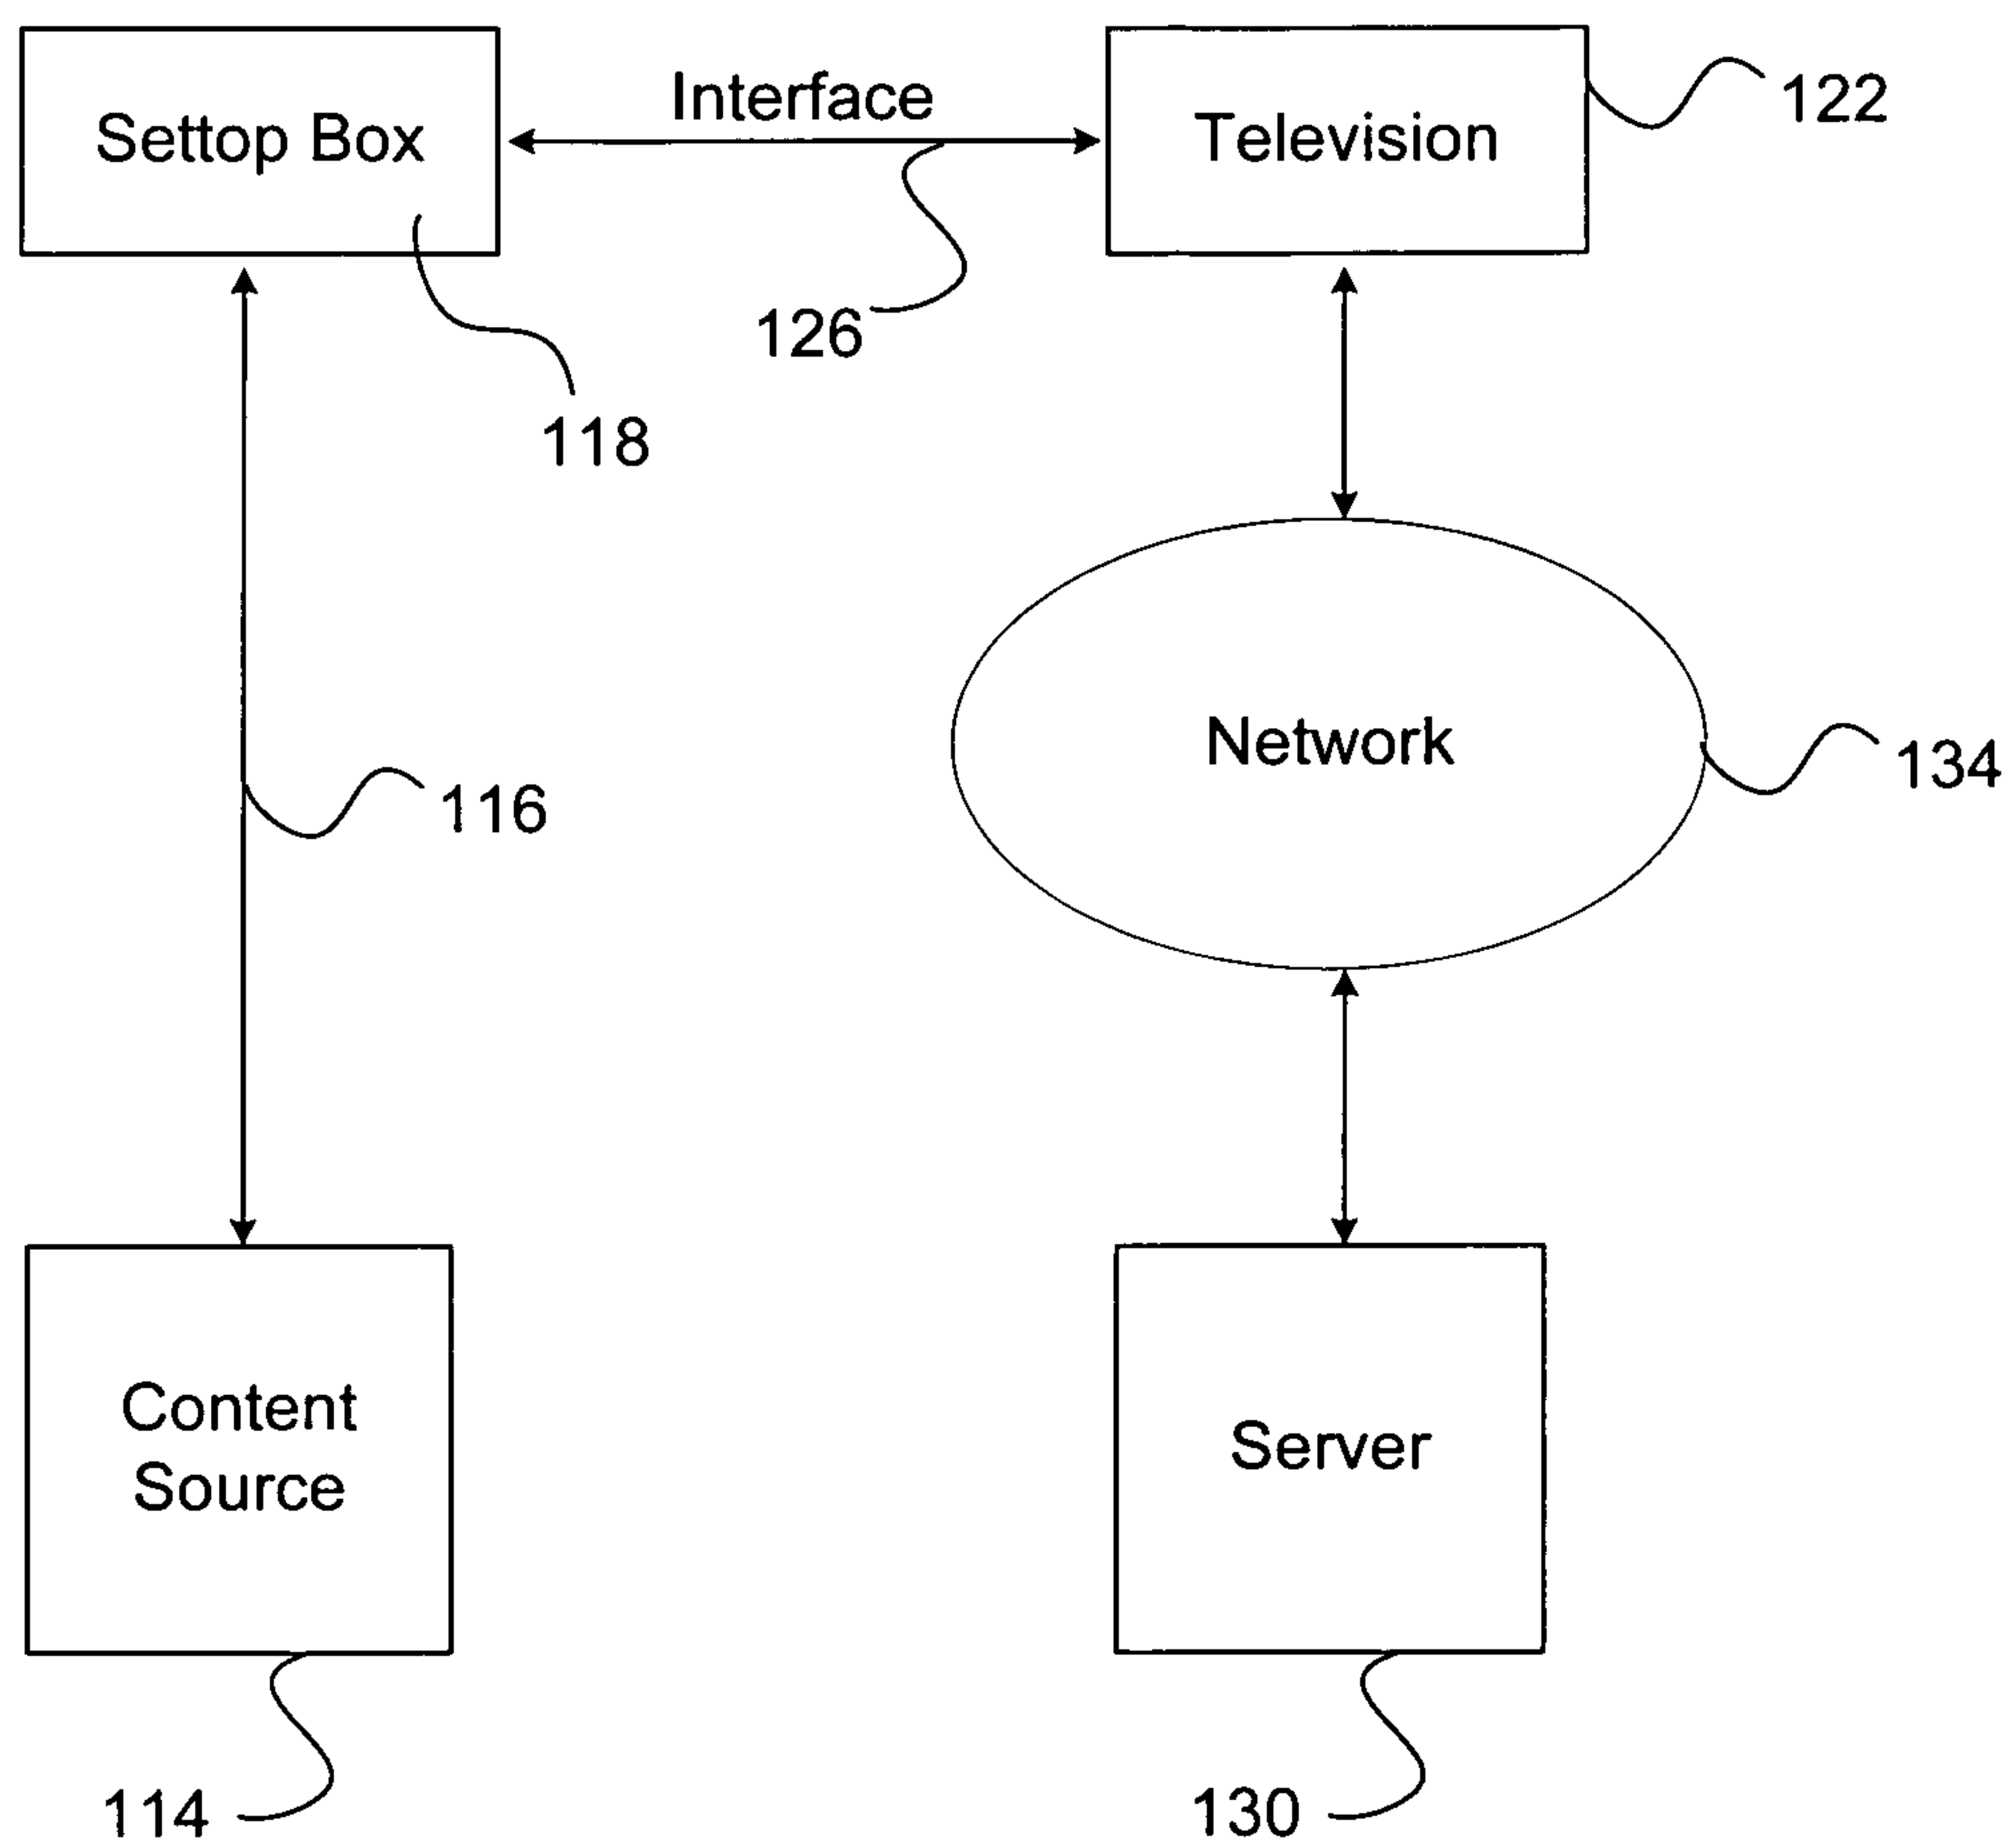 Settop Box
Interface
Television
122
126
118
Network
134
116
Content
Source
Server
114
130